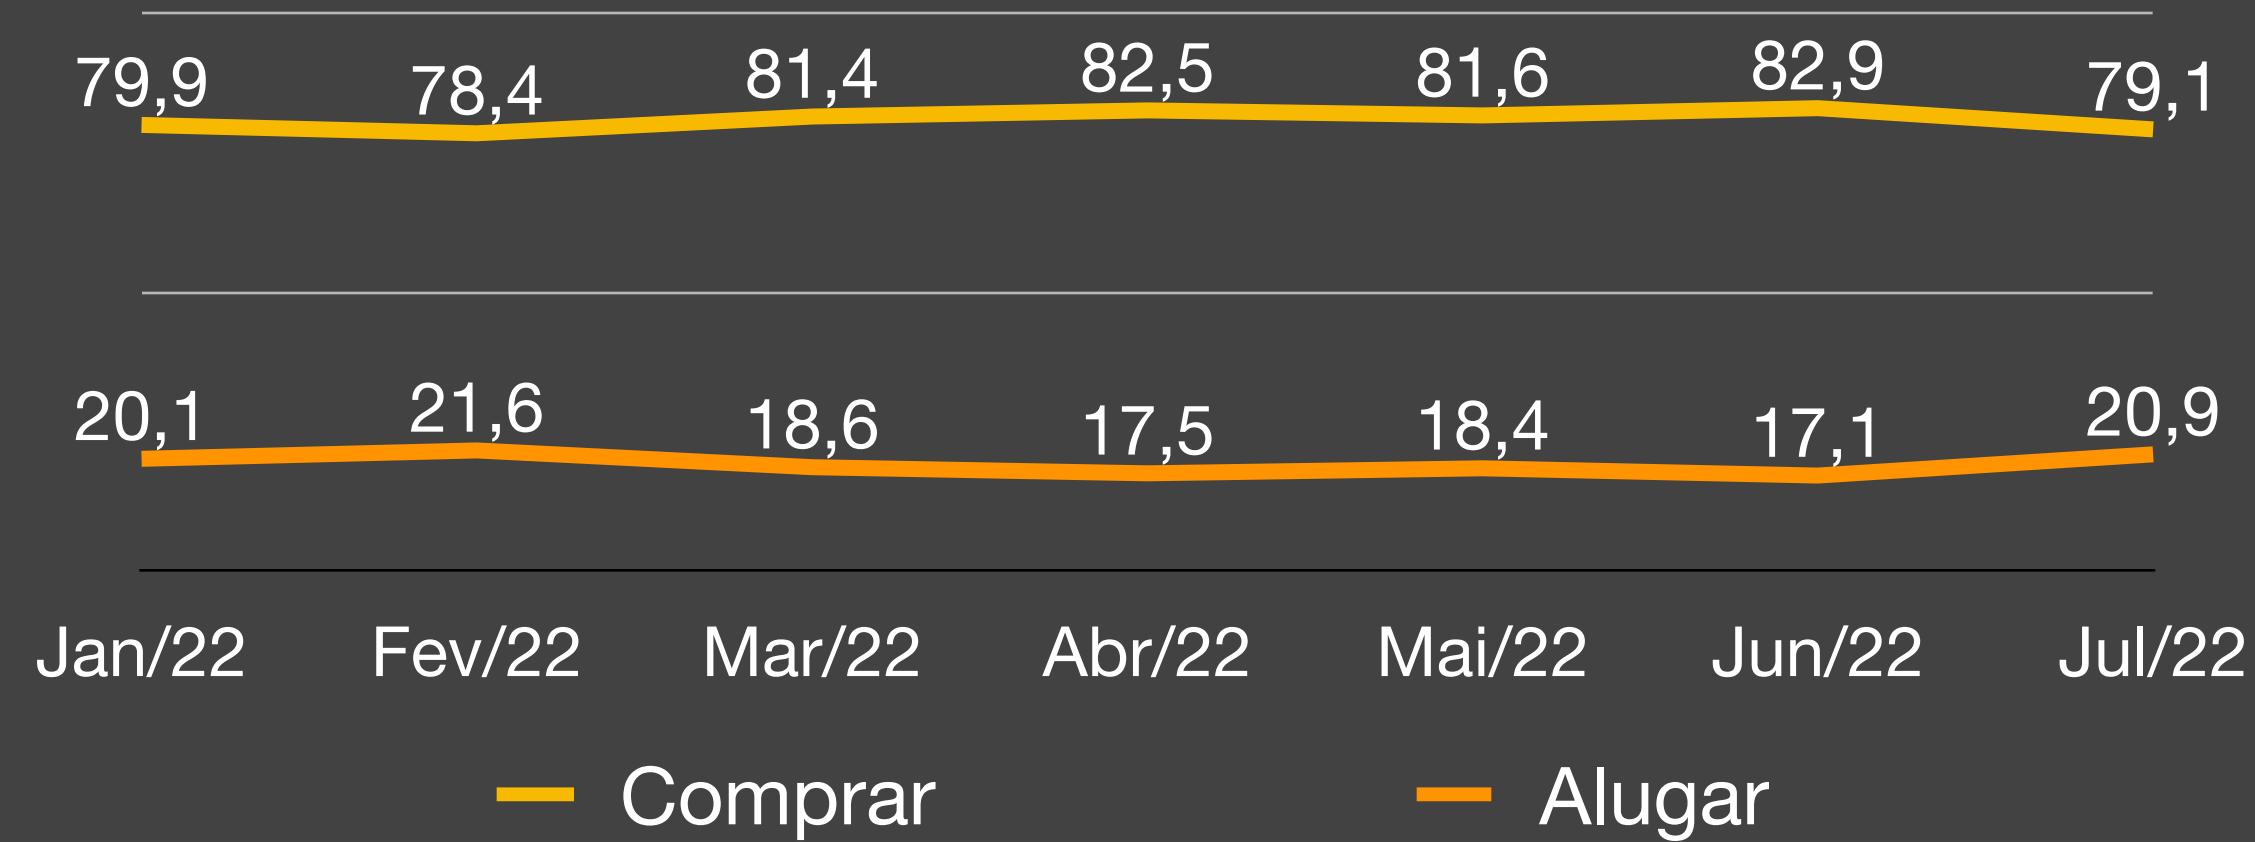 79,9 78,4 81,4 82,5 81,6 82,9 79,1
20,1 21,6 18,6 17,5 18,4 17,1 20,9
Jan/22 Fev/22 Mar/22 Abr/22 Mai/22 Jun/22 Jul/22
Comprar Alugar